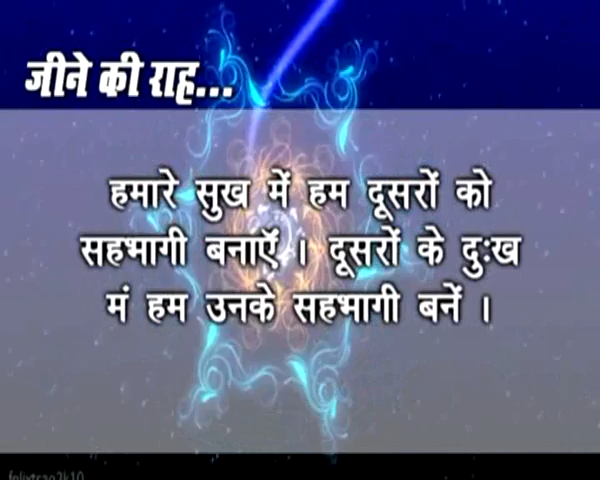 जीने की राह...
हमारे सुख में हम दूसरों को
सहभागी बनाऍ । दूसरों के दुःख
मं हम उनके सहभागी बनें ।